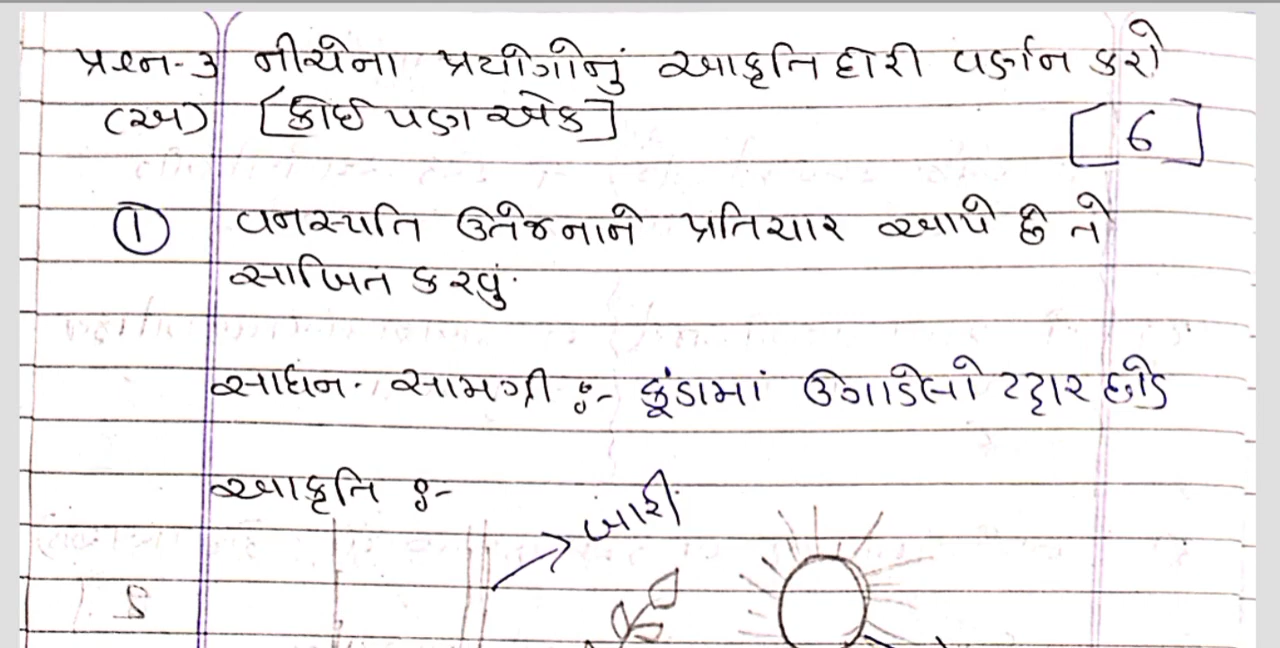 પ્રશ્ન-૩ નીચેના પ્રયોગોનું આકૃતિ દોરી વર્ણન કરો
(અ) [કોઈ પણ એક]
[6]
① વનસ્પતિ ઉતેજનાને પ્રતિચાર આપે છે તે
સાબિત કરવું.
સાધન. સામગ્રી :- કૂંડામાં ઉગાડેલો ટટ્ટાર છોડ
આકૃતિ :-
બારી